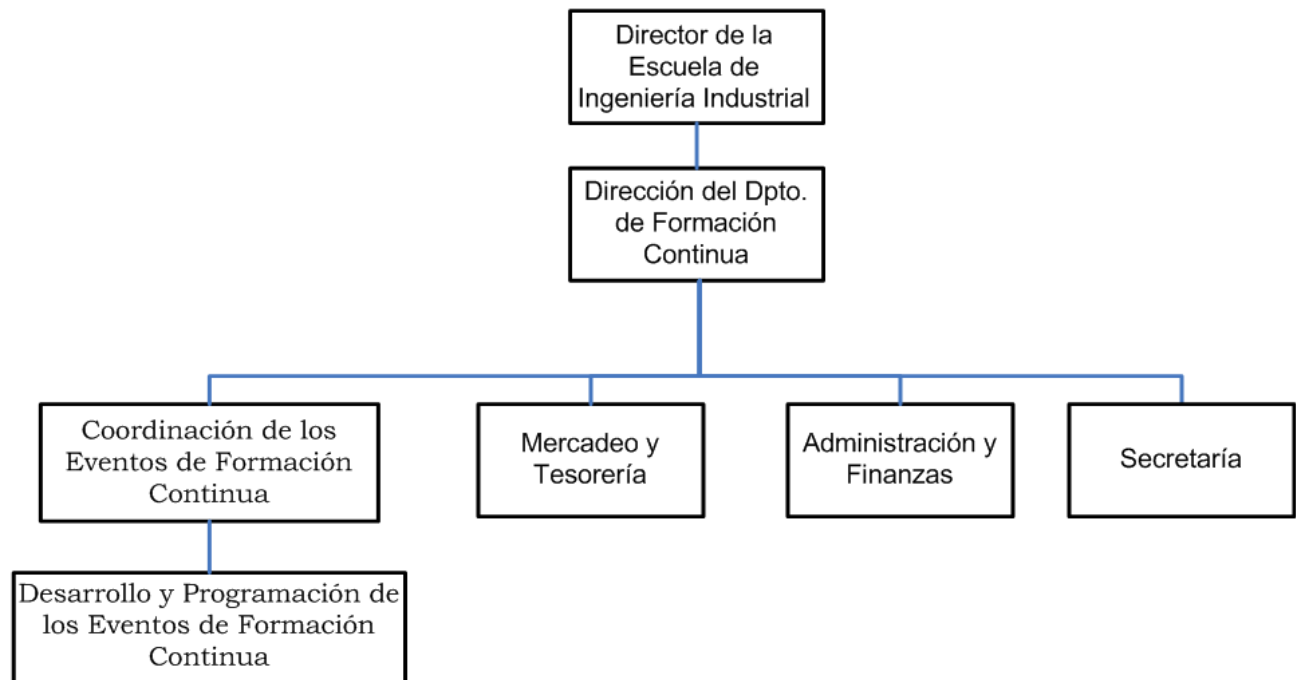 Director de la
Escuela de
Ingeniería Industrial
Dirección del Dpto.
de Formación
Continua
Coordinación de los
Eventos de Formación
Continua
Mercadeo y
Tesorería
Administración y
Finanzas
Secretaría
Desarrollo y Programación de
los Eventos de Formación
Continua